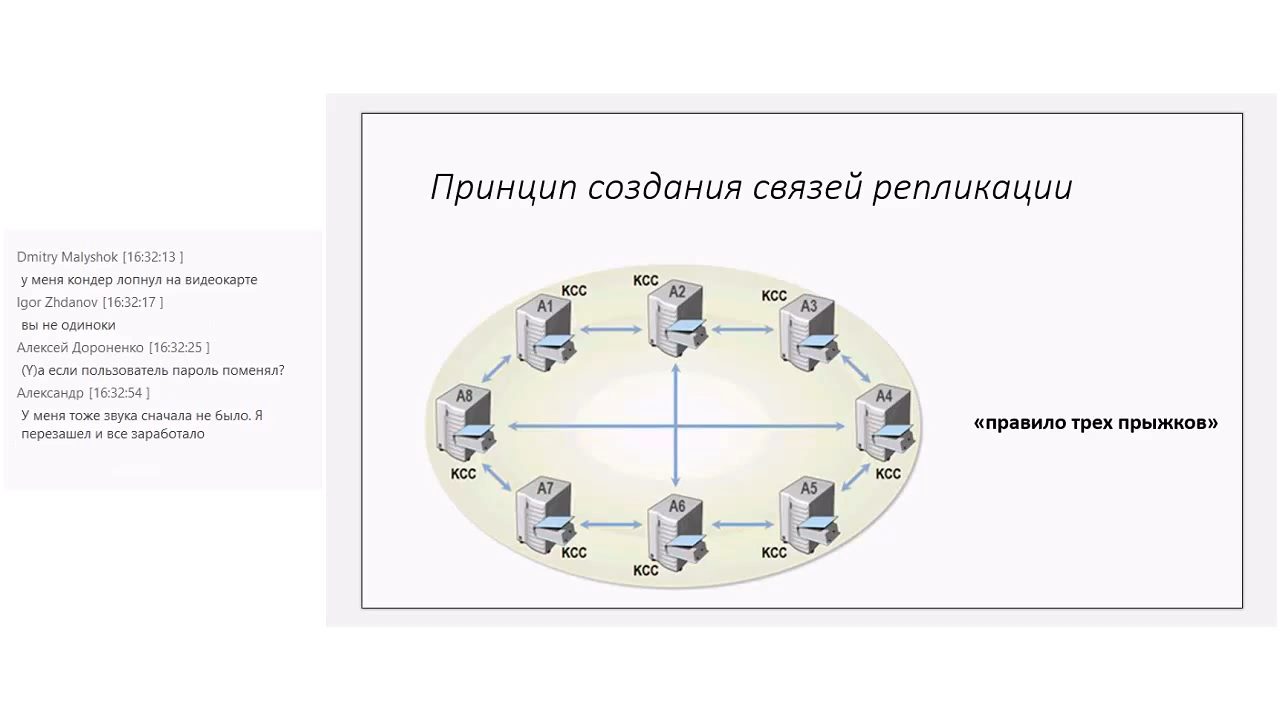 Dmitry Malyshok [16:32:13 ]
у меня кондер лопнул на видеокарте
Igor Zhdanov [16:32:17 ]
вы не одиноки
Алексей Дороненко [16:32:25 ]
(Y)а если пользователь пароль поменял?
Александр [16:32:54 ]
У меня тоже звука сначала не было. Я
перезашел и все заработало
Принцип создания связей репликации
KCC
A1
KCC
A2
KCC
A3
A8
KCC
A4
KCC
«правило трех прыжков»
A7
KCC
A6
KCC
A5
KCC